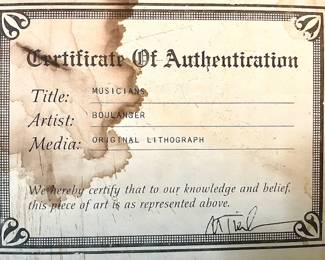 Certificate Of Authentication
Title: MUSICIANS
Artist: BOULANGER
Media: ORIGINAL LITHOGRAPH
We hereby certify that to our knowledge and belief,
this piece of art is as represented above.